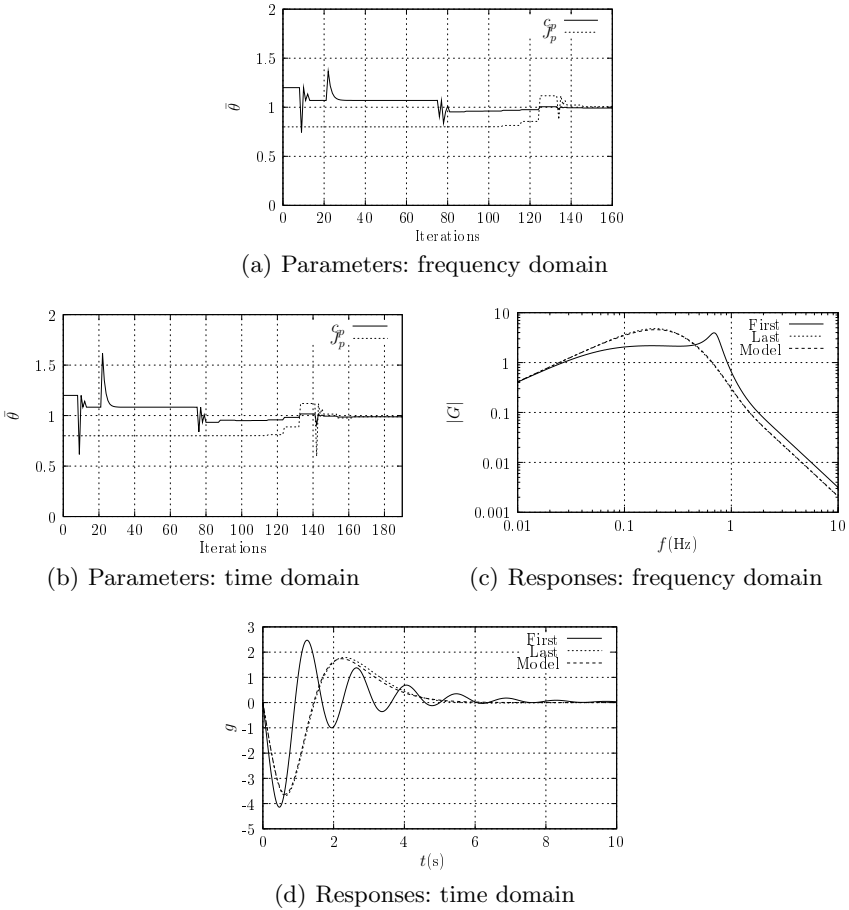 2
1.5
1
0.5
0
θ̄
c_p
J_p
0 20 40 60 80 100 120 140 160
Iterations
(a) Parameters: frequency domain
2
1.5
1
0.5
0
θ̄
c_p
J_p
0 20 40 60 80 100 120 140 160 180
Iterations
(b) Parameters: time domain
10
1
0.1
0.01
0.001
|G|
First
Last
Model
0.01 0.1 1 10
f(Hz)
(c) Responses: frequency domain
3
2
1
0
-1
-2
-3
-4
-5
g
First
Last
Model
0 2 4 6 8 10
t(s)
(d) Responses: time domain